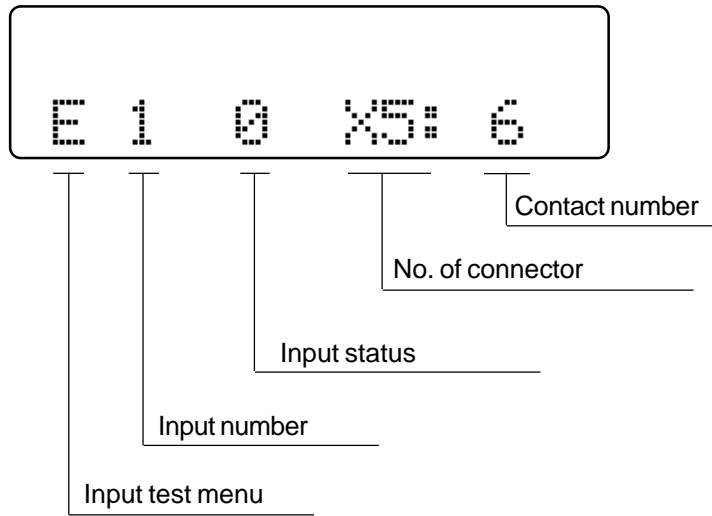 E 1 0 X5: 6
Contact number
No. of connector
Input status
Input number
Input test menu